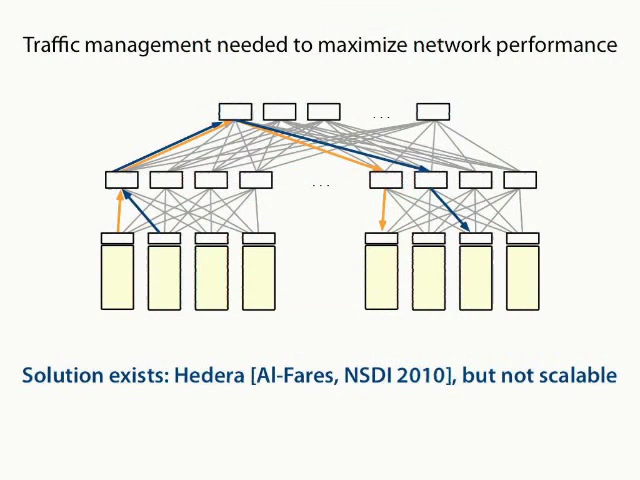 Traffic management needed to maximize network performance
...
...
Solution exists: Hedera [Al-Fares, NSDI 2010], but not scalable